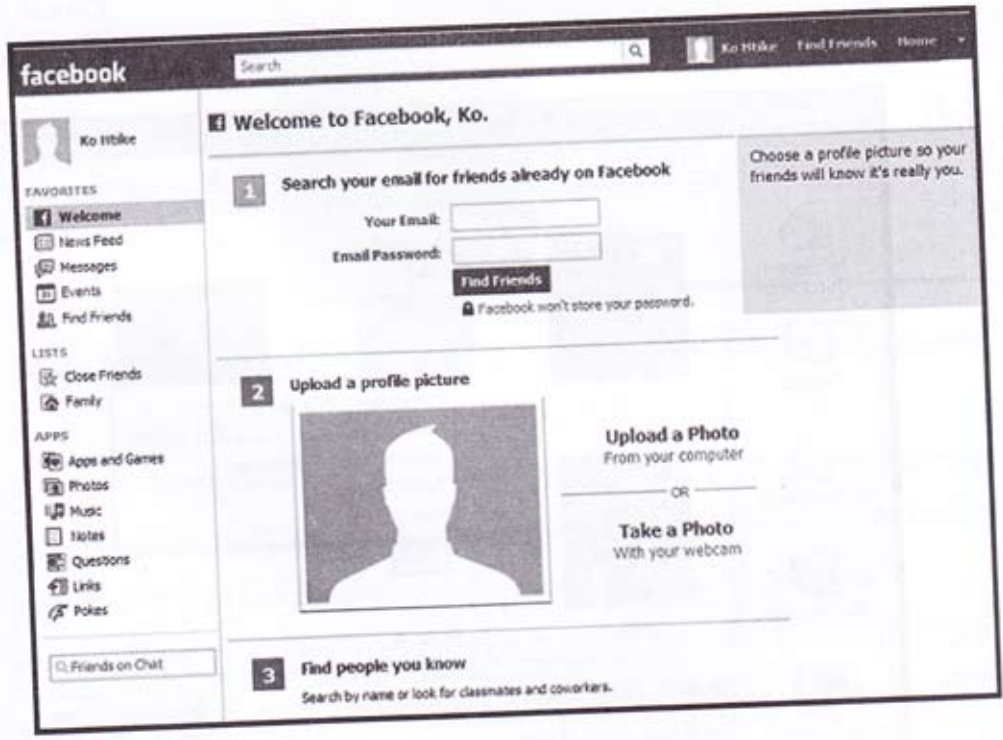 facebook
Search
Ko Htike Find Friends Home
Ko Htike
FAVORITES
Welcome
News Feed
Messages
Events
Find Friends
LISTS
Close Friends
Family
APPS
Apps and Games
Photos
Music
Notes
Questions
Links
Pokes
Friends on Chat
Welcome to Facebook, Ko.
1 Search your email for friends already on Facebook
Your Email:
Email Password:
Find Friends
Facebook won't store your password.
2 Upload a profile picture
Upload a Photo
From your computer
OR
Take a Photo
With your webcam
3 Find people you know
Search by name or look for classmates and coworkers.
Choose a profile picture so your
friends will know it's really you.